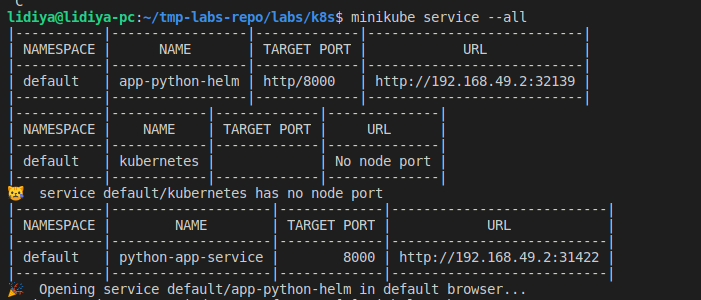 ^C
lidiya@lidiya-pc:~/tmp-labs-repo/labs/k8s$ minikube service --all
|-----------|-----------------|-------------|---------------------------|
| NAMESPACE |      NAME       | TARGET PORT |            URL            |
|-----------|-----------------|-------------|---------------------------|
| default   | app-python-helm | http/8000   | http://192.168.49.2:32139 |
|-----------|-----------------|-------------|---------------------------|
|-----------|------------|-------------|--------------|
| NAMESPACE |    NAME    | TARGET PORT |     URL      |
|-----------|------------|-------------|--------------|
| default   | kubernetes |             | No node port |
|-----------|------------|-------------|--------------|
😿  service default/kubernetes has no node port
|-----------|--------------------|-------------|---------------------------|
| NAMESPACE |        NAME        | TARGET PORT |            URL            |
|-----------|--------------------|-------------|---------------------------|
| default   | python-app-service |        8000 | http://192.168.49.2:31422 |
|-----------|--------------------|-------------|---------------------------|
🎉  Opening service default/app-python-helm in default browser...